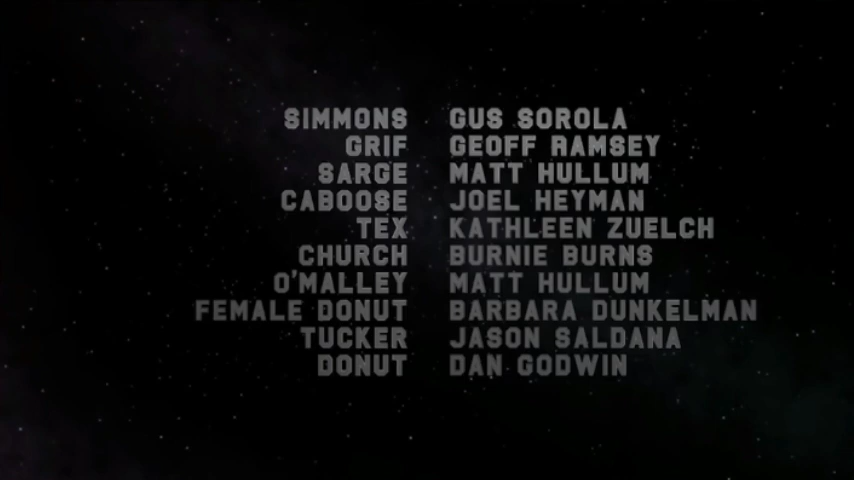 SIMMONS GUS SOROLA
GRIF GEOFF RAMSEY
SARGE MATT HULLUM
CABOOSE JOEL HEYMAN
TEX KATHLEEN ZUELCH
CHURCH BURNIE BURNS
O'MALLEY MATT HULLUM
FEMALE DONUT BARBARA DUNKELMAN
TUCKER JASON SALDANA
DONUT DAN GODWIN